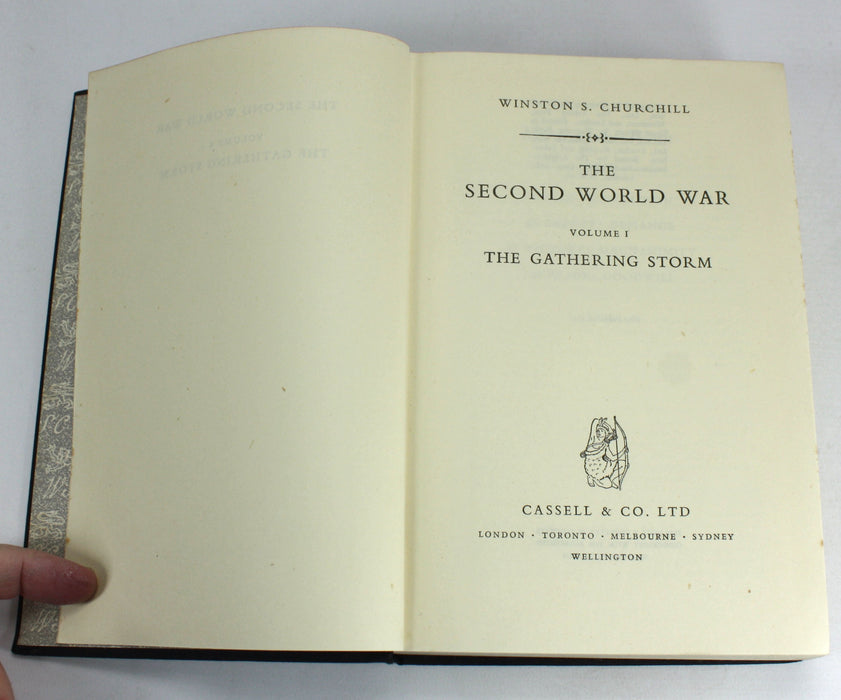 WINSTON S. CHURCHILL
THE
SECOND WORLD WAR
VOLUME I
THE GATHERING STORM
CASSELL & CO. LTD
LONDON · TORONTO · MELBOURNE · SYDNEY
WELLINGTON